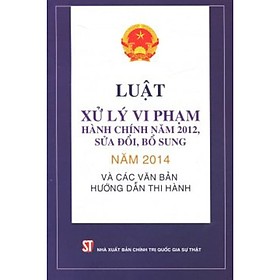 LUẬT
XỬ LÝ VI PHẠM
HÀNH CHÍNH NĂM 2012,
SỬA ĐỔI, BỔ SUNG
NĂM 2014
VÀ CÁC VĂN BẢN
HƯỚNG DẪN THI HÀNH
ST
NHÀ XUẤT BẢN CHÍNH TRỊ QUỐC GIA SỰ THẬT